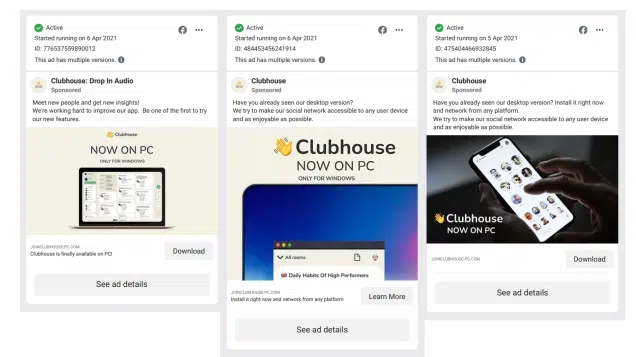 Active
Started running on 6 Apr 2021
ID: 776537559890012
This ad has multiple versions.
Clubhouse: Drop In Audio
Sponsored
Meet new people and get new insights!
We're working hard to improve our app. Be one of the first to try
our new features.
Clubhouse
NOW ON PC
ONLY FOR WINDOWS
JOINCLUBHOUSE-PC.COM
Clubhouse is finally available on PC!
Download
See ad details
Active
Started running on 6 Apr 2021
ID: 484453456241914
This ad has multiple versions.
Clubhouse
Sponsored
Have you already seen our desktop version?
We try to make our social network accessible to any user device
and as enjoyable as possible.
Clubhouse
NOW ON PC
ONLY FOR WINDOWS
All rooms
Daily Habits Of High Performers
JOINCLUBHOUSE-PC.COM
Install it right now and network from any platform
Learn More
See ad details
Active
Started running on 5 Apr 2021
ID: 475404466932845
This ad has multiple versions.
Clubhouse
Sponsored
Have you already seen our desktop version? Install it right now
and network from any platform.
We try to make our social network accessible to any user device
and as enjoyable as possible.
Clubhouse
NOW ON PC
JOINCLUBHOUSE-PC.COM
Download
See ad details